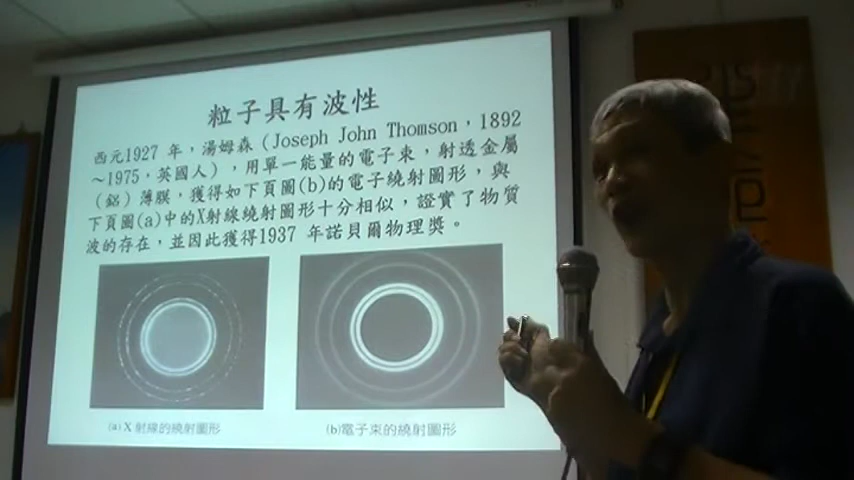 粒子具有波性
西元1927 年，湯姆森（Joseph John Thomson，1892
～1975，英國人），用單一能量的電子束，射透金屬
（鋁）薄膜，獲得如下頁圖(b)的電子繞射圖形，與
下頁圖(a)中的X射線繞射圖形十分相似，證實了物質
波的存在，並因此獲得1937 年諾貝爾物理獎。
(a) X 射線的繞射圖形
(b)電子束的繞射圖形